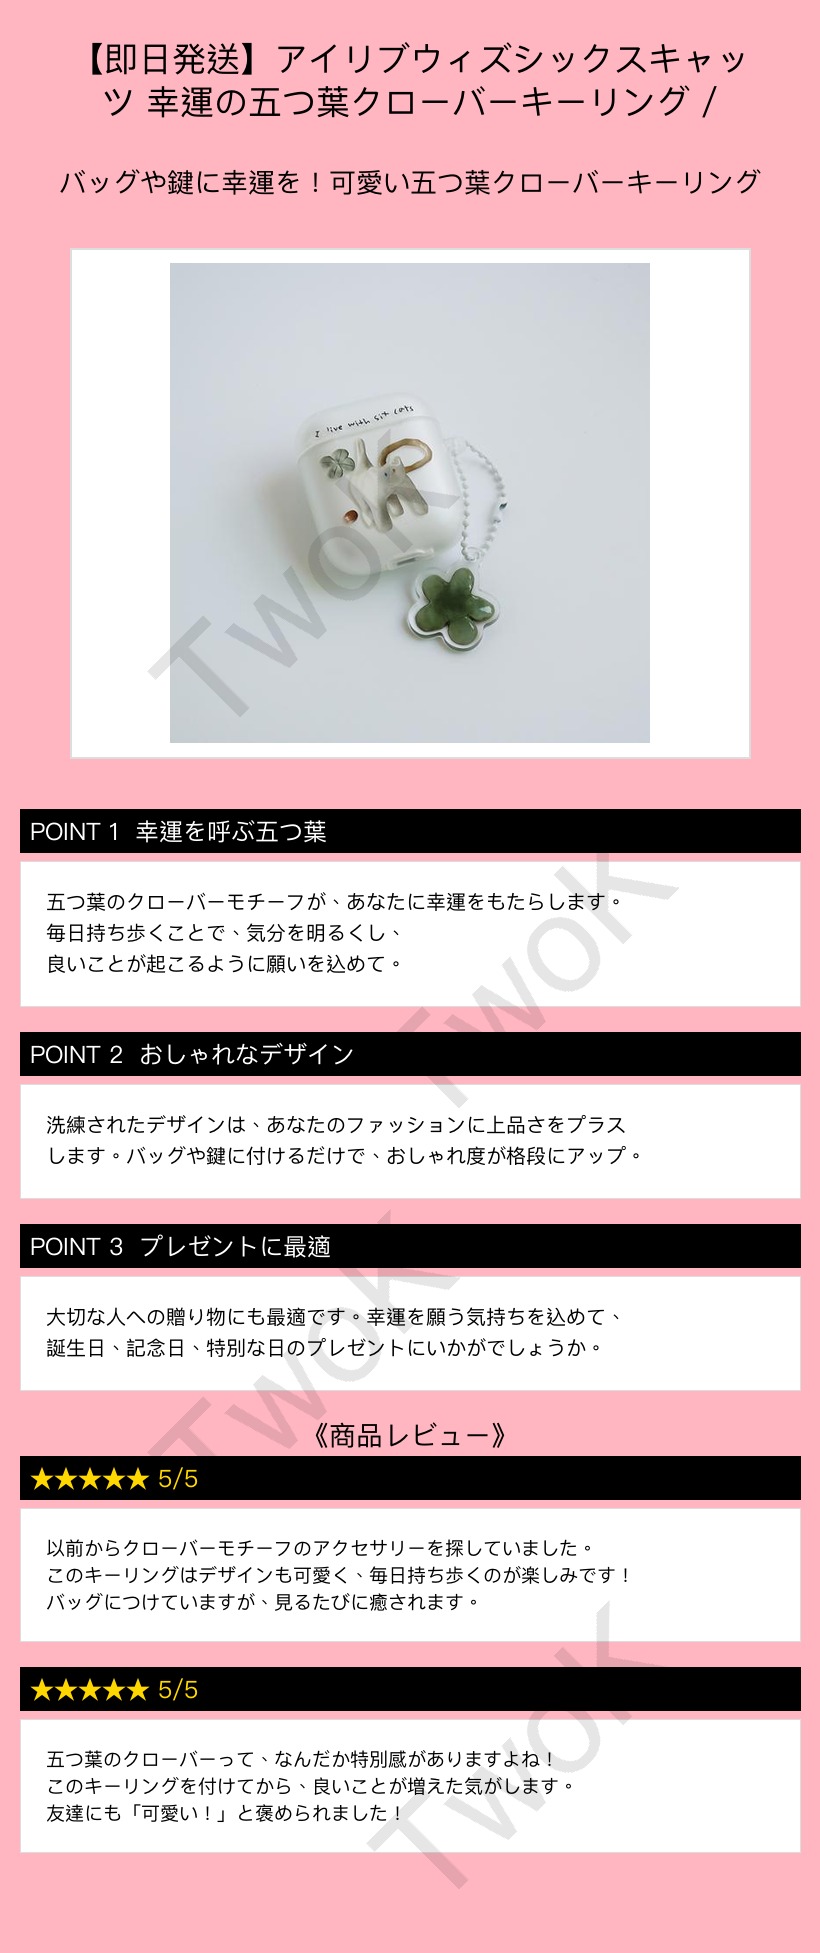 【即日発送】アイリブウィズシックスキャッ
ツ 幸運の五つ葉クローバーキーリング /
バッグや鍵に幸運を！可愛い五つ葉クローバーキーリング
I live with six cats
TwoK
POINT 1 幸運を呼ぶ五つ葉
五つ葉のクローバーモチーフが、あなたに幸運をもたらします。
毎日持ち歩くことで、気分を明るくし、
良いことが起こるように願いを込めて。
TwoK
POINT 2 おしゃれなデザイン
洗練されたデザインは、あなたのファッションに上品さをプラス
します。バッグや鍵に付けるだけで、おしゃれ度が格段にアップ。
POINT 3 プレゼントに最適
大切な人への贈り物にも最適です。幸運を願う気持ちを込めて、
誕生日、記念日、特別な日のプレゼントにいかがでしょうか。
TwoK
《商品レビュー》
★★★★★ 5/5
以前からクローバーモチーフのアクセサリーを探していました。
このキーリングはデザインも可愛く、毎日持ち歩くのが楽しみです！
バッグにつけていますが、見るたびに癒されます。
★★★★★ 5/5
五つ葉のクローバーって、なんだか特別感がありますよね！
このキーリングを付けてから、良いことが増えた気がします。
友達にも「可愛い！」と褒められました！
TwoK